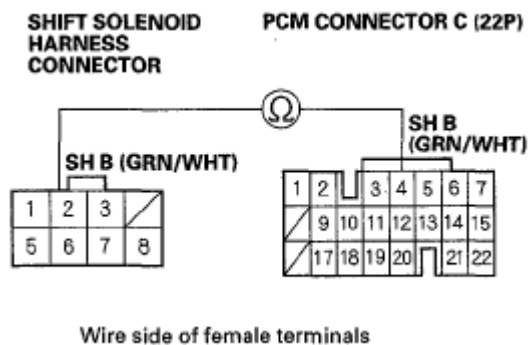 SHIFT SOLENOID HARNESS CONNECTOR
PCM CONNECTOR C (22P)
Ω
SH B (GRN/WHT)
SH B (GRN/WHT)
1 2 3
5 6 7 8
1 2 3 4 5 6 7
9 10 11 12 13 14 15
17 18 19 20 21 22
Wire side of female terminals